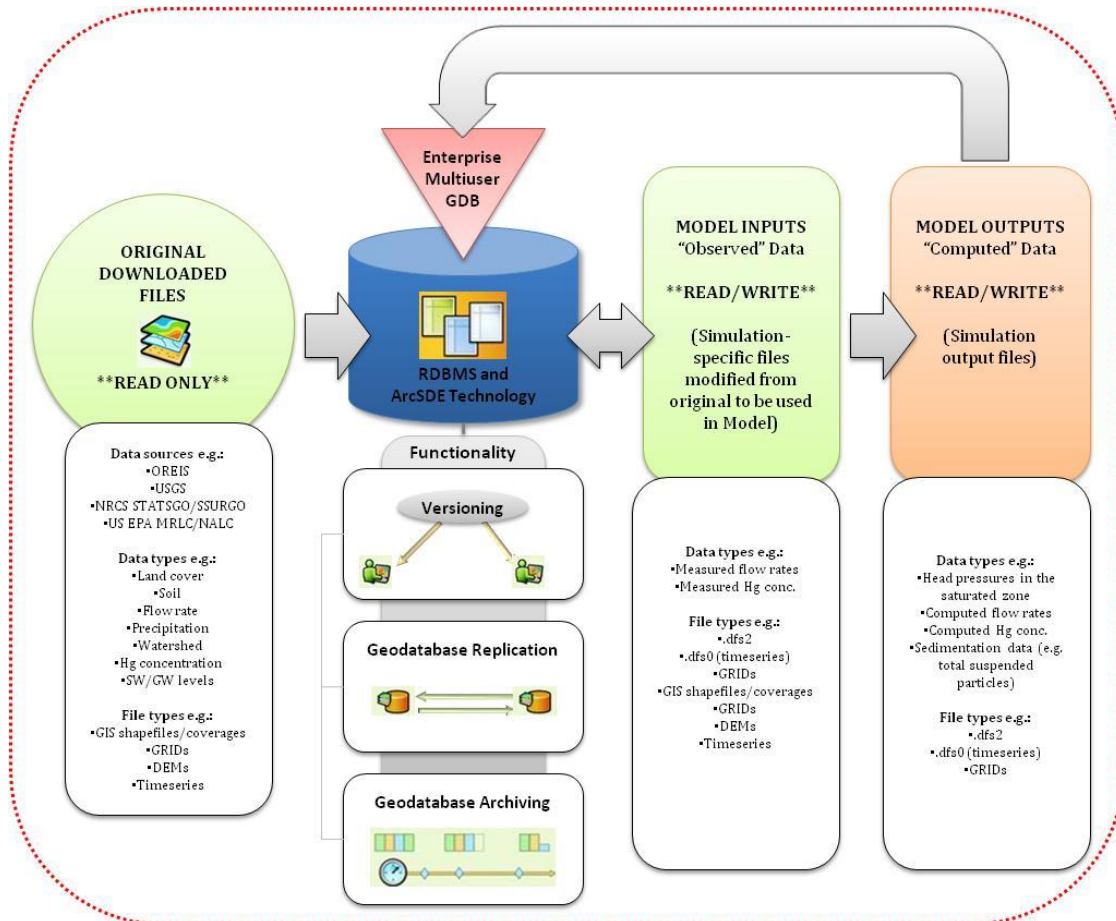 Enterprise
Multiuser
GDB
ORIGINAL
DOWNLOADED
FILES
**READ ONLY**
RDBMS and
ArcSDE Technology
MODEL INPUTS
“Observed” Data
**READ/WRITE**
(Simulation-
specific files
modified from
original to be used
in Model)
MODEL OUTPUTS
“Computed” Data
**READ/WRITE**
(Simulation
output files)
Data sources e.g.:
▪OREIS
▪USGS
▪NRCS STATSGO/SSURGO
▪US EPA MRLC/NALC
Data types e.g.:
▪Land cover
▪Soil
▪Flow rate
▪Precipitation
▪Watershed
▪Hg concentration
▪SW/GW levels
File types e.g.:
▪GIS shapefiles/coverages
▪GRIDs
▪DEMs
▪Timeseries
Functionality
Versioning
Geodatabase Replication
Geodatabase Archiving
Data types e.g.:
▪Measured flow rates
▪Measured Hg conc.
File types e.g.:
▪.dfs2
▪.dfs0 (timeseries)
▪GRIDs
▪GIS shapefiles/coverages
▪GRIDs
▪DEMs
▪Timeseries
Data types e.g.:
▪Head pressures in the
saturated zone
▪Computed flow rates
▪Computed Hg conc.
▪Sedimentation data (e.g.
total suspended
particles)
File types e.g.:
▪.dfs2
▪.dfs0 (timeseries)
▪GRIDs